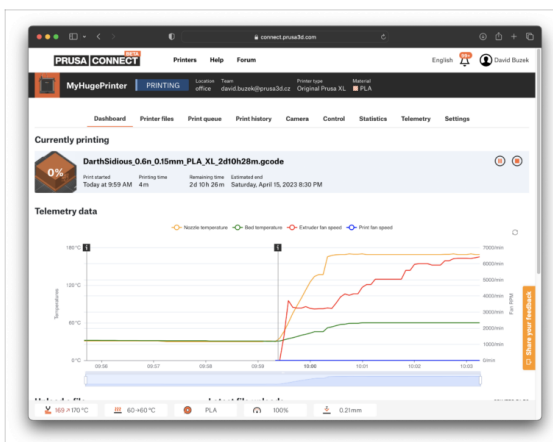 connect.prusa3d.com
BETA
PRUSA CONNECT
Printers Help Forum
English 99+ David Buzek
MyHugePrinter PRINTING
Location Team Printer type Material
office david.buzek@prusa3d.cz Original Prusa XL PLA
Dashboard Printer files Print queue Print history Camera Control Statistics Telemetry Settings
Currently printing
0%
DarthSidious_0.6n_0.15mm_PLA_XL_2d10h28m.gcode
Print started Printing time Remaining time Estimated end
Today at 9:59 AM 4m 2d 10h 26m Saturday, April 15, 2023 8:30 PM
Telemetry data
Nozzle temperature Bed temperature Extruder fan speed Print fan speed
180 °C 7000/min
6000/min
120 °C 5000/min
4000/min
Temperatures
Fan RPM
60 °C 3000/min
2000/min
1000/min
0 °C 0/min
09:56 09:57 09:58 09:59 10:00 10:01 10:02 10:03
Share your feedback
169 ↗ 170 °C 60→60 °C PLA 100% 0.21 mm